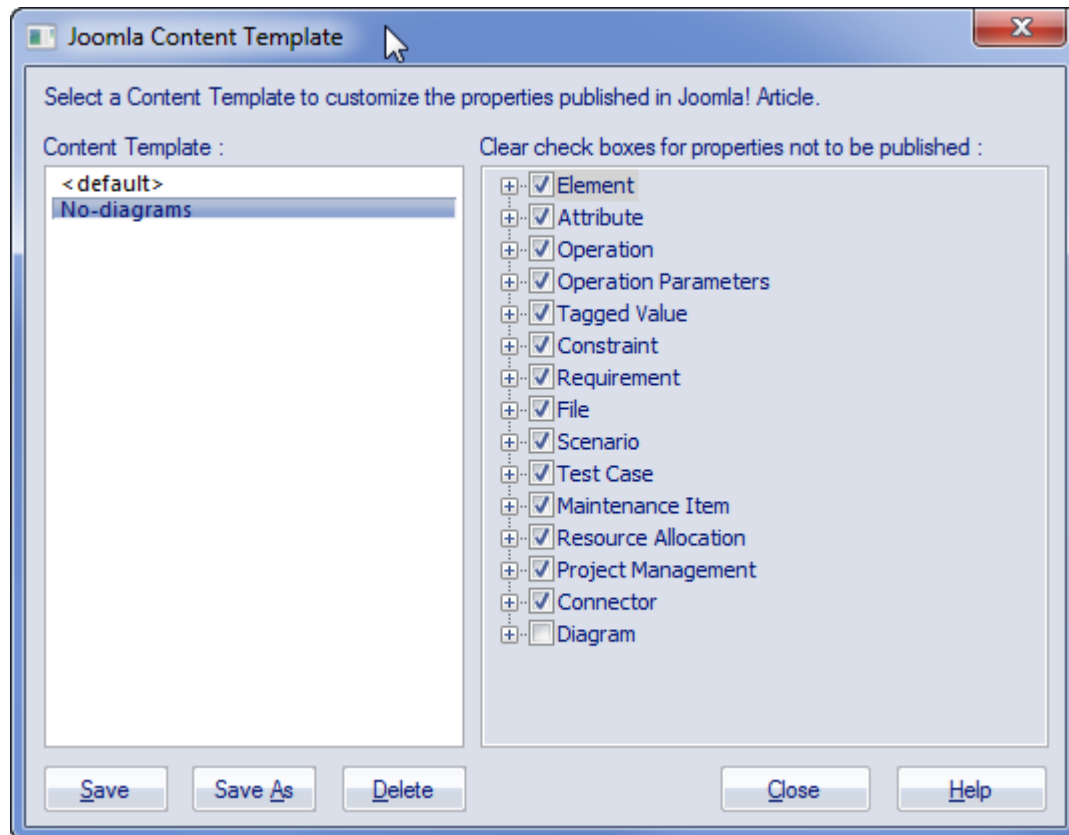 Joomla Content Template
Select a Content Template to customize the properties published in Joomla! Article.
Content Template :
<default>
No-diagrams
Clear check boxes for properties not to be published :
Element
Attribute
Operation
Operation Parameters
Tagged Value
Constraint
Requirement
File
Scenario
Test Case
Maintenance Item
Resource Allocation
Project Management
Connector
Diagram
Save
Save As
Delete
Close
Help